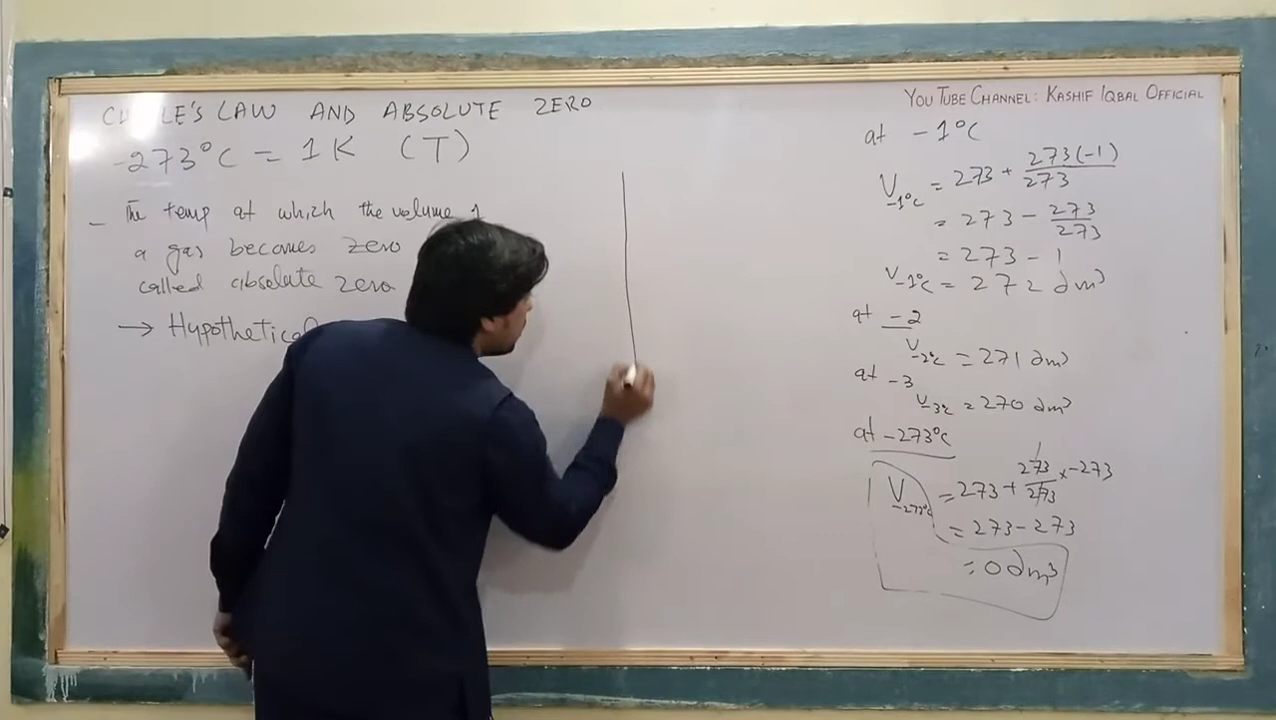 LAW AND ABSOLUTE ZERO
-273°C = 1K (T)
- The temp at which the volume
a gas becomes zero
called absolute zero
→ Hypothetical
YOU TUBE CHANNEL: KASHIF IQBAL OFFICIAL
at -1°C
V-1°C = 273 + 273(-1)/273
= 273 - 273/273
= 273 - 1
V-1°C = 272 dm³
at -2
V-2°C = 271 dm³
at -3
V-3°C = 270 dm³
at -273°C
V-273°C = 273 + 273/273 x -273
= 273 - 273
= 0 dm³